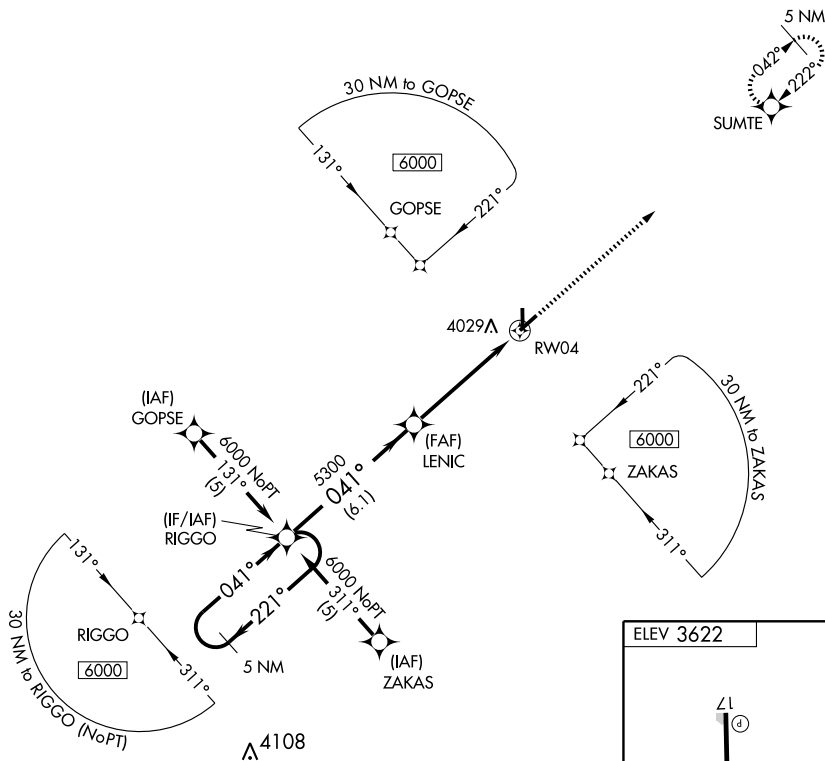 5 NM
042°
222°
SUMTE
30 NM to GOPSE
131°
6000
221°
GOPSE
4029
RW04
(IAF)
GOPSE
6000 NoPT
131°
(5)
(FAF)
LENIC
5300
041°
(6.1)
221°
30 NM to ZAKAS
6000
ZAKAS
311°
(IF/IAF)
RIGGO
041°
221°
6000 NoPT
311°
(5)
131°
RIGGO
6000
311°
30 NM to RIGGO (NoPT)
5 NM
(IAF)
ZAKAS
4108
ELEV 3622
17
P